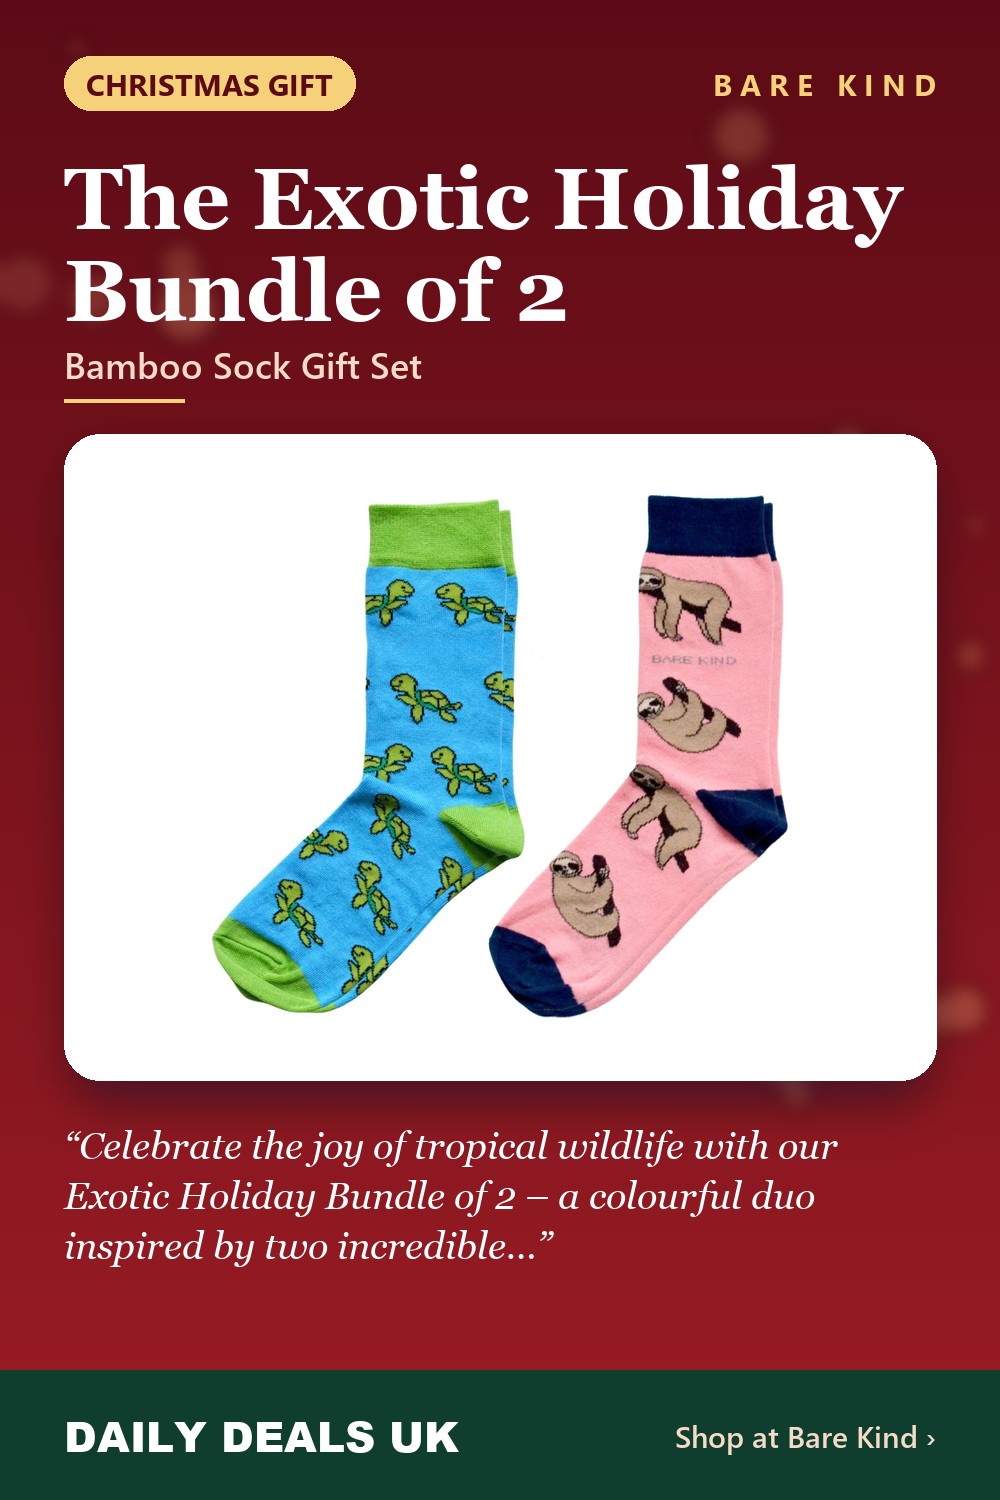 CHRISTMAS GIFT
BARE KIND
The Exotic Holiday
Bundle of 2
Bamboo Sock Gift Set
BARE KIND
“Celebrate the joy of tropical wildlife with our
Exotic Holiday Bundle of 2 – a colourful duo
inspired by two incredible...”
DAILY DEALS UK
Shop at Bare Kind ›